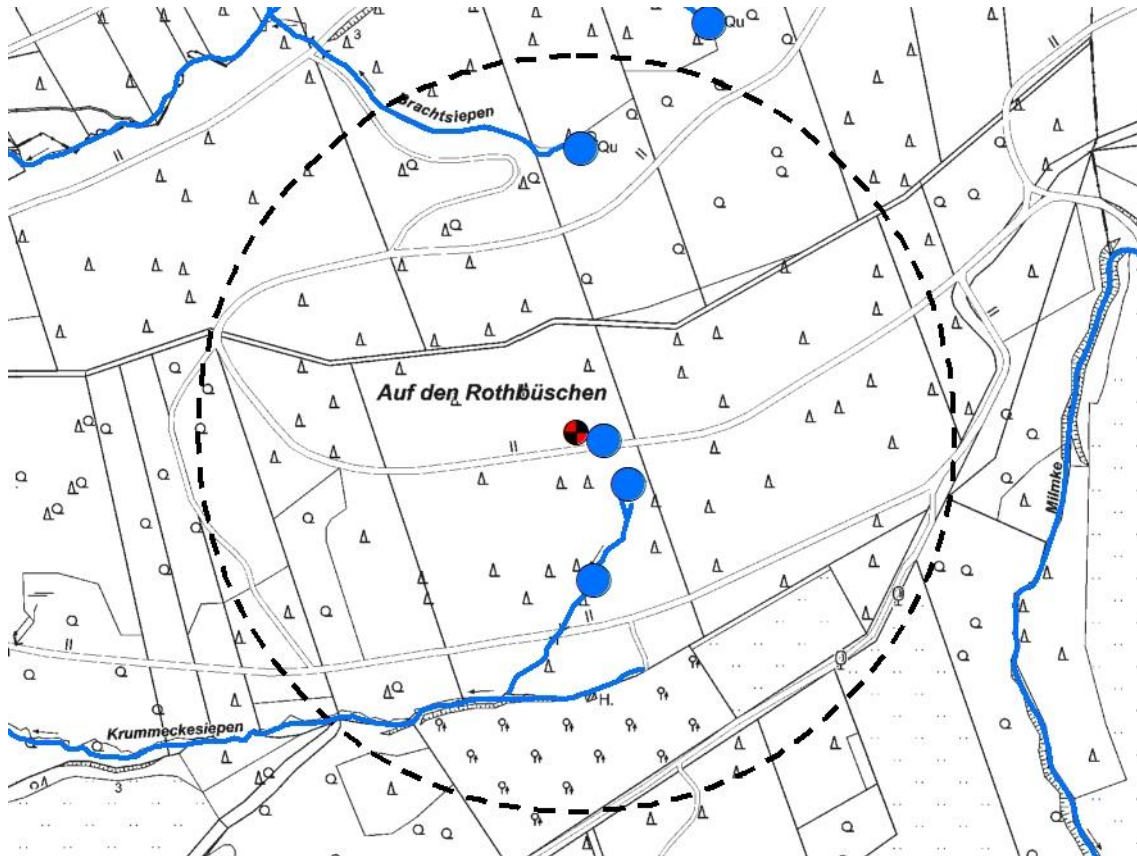 3
Qu
Brachtsiepen
Qu
Auf den Rothbüschen
Milmke
H.
Krummeckesiepen
3